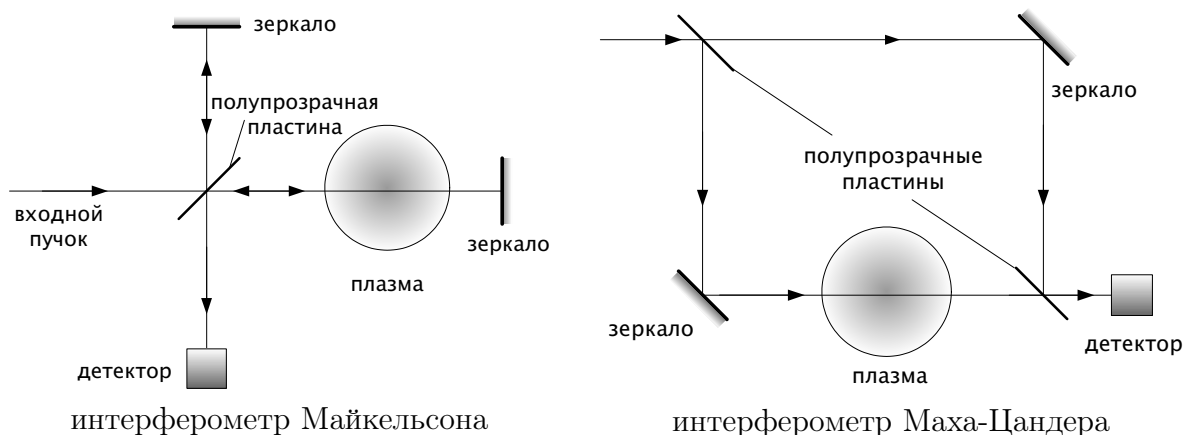 зеркало
полупрозрачная
пластина
входной
пучок
зеркало
плазма
детектор
интерферометр Майкельсона
зеркало
полупрозрачные
пластины
зеркало
плазма
детектор
интерферометр Маха-Цандера